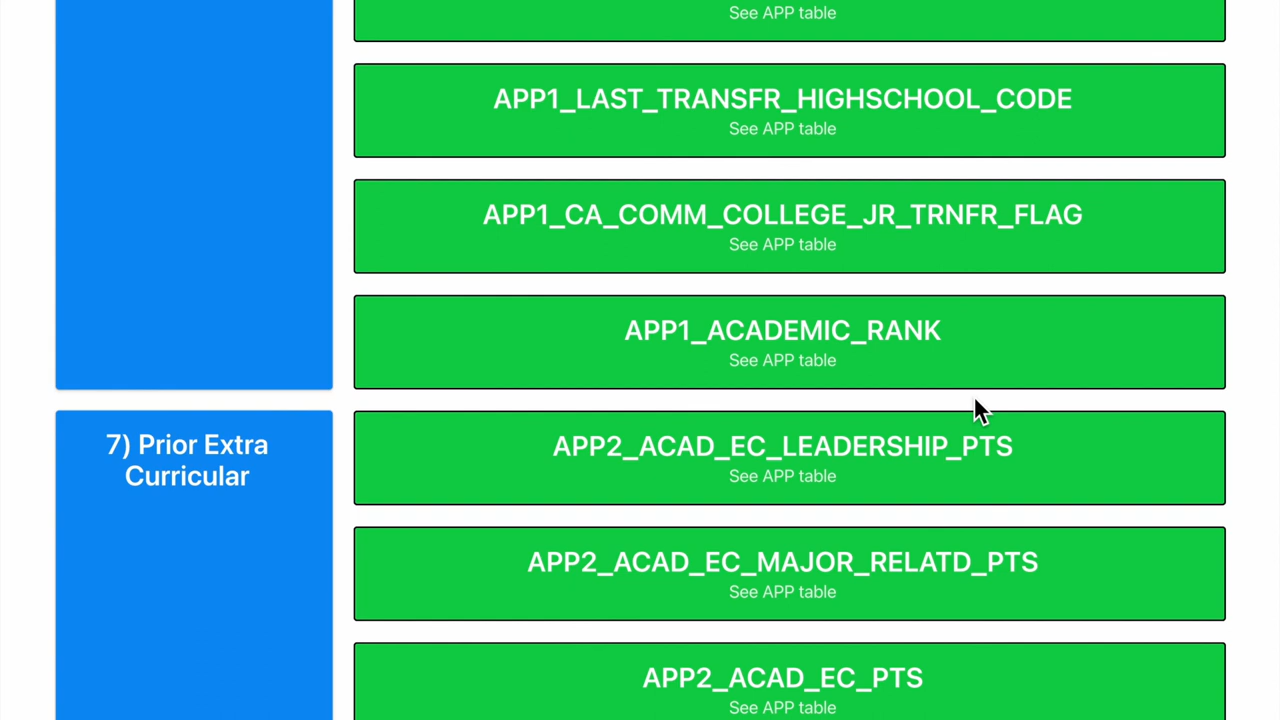 See APP table
APP1_LAST_TRANSFR_HIGHSCHOOL_CODE
See APP table
APP1_CA_COMM_COLLEGE_JR_TRNFR_FLAG
See APP table
APP1_ACADEMIC_RANK
See APP table
7) Prior Extra
Curricular
APP2_ACAD_EC_LEADERSHIP_PTS
See APP table
APP2_ACAD_EC_MAJOR_RELATD_PTS
See APP table
APP2_ACAD_EC_PTS
See APP table